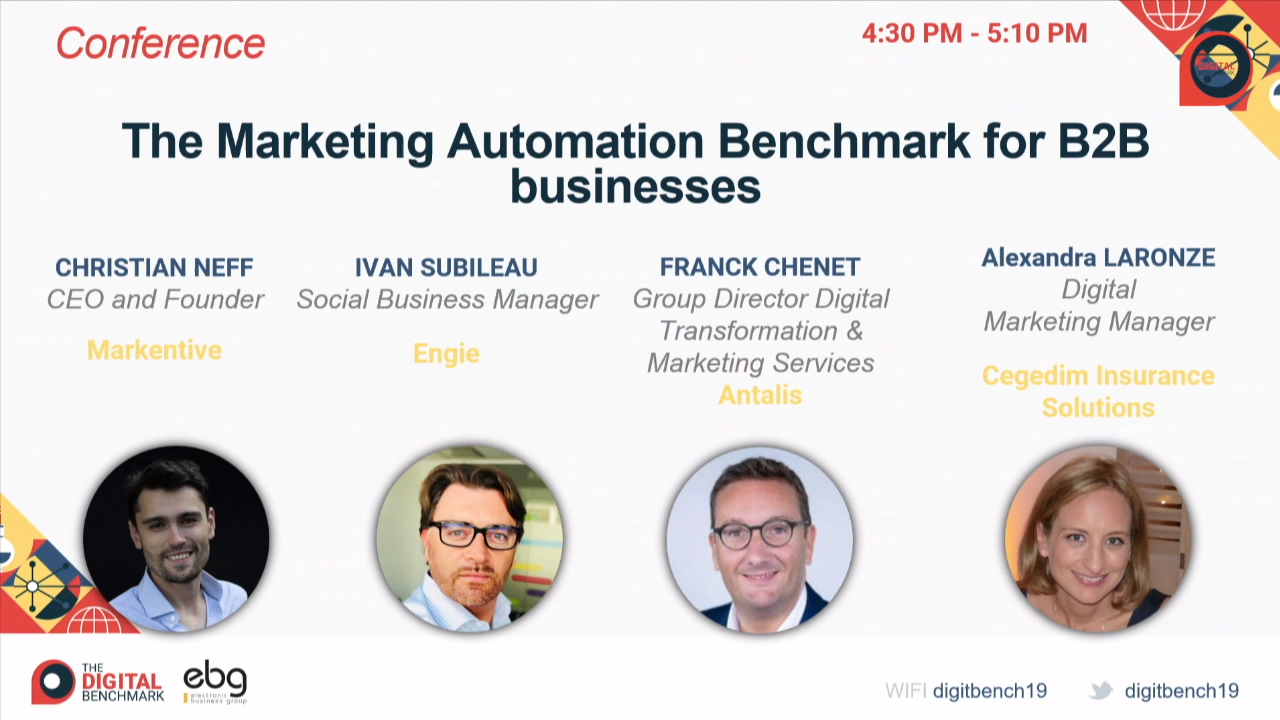 Conference
4:30 PM - 5:10 PM
DIGITAL
BENCHMARK
The Marketing Automation Benchmark for B2B
businesses
CHRISTIAN NEFF
CEO and Founder
Markentive
IVAN SUBILEAU
Social Business Manager
Engie
FRANCK CHENET
Group Director Digital
Transformation &
Marketing Services
Antalis
Alexandra LARONZE
Digital
Marketing Manager
Cegedim Insurance
Solutions
THE
DIGITAL
BENCHMARK
ebg
electronic
business group
WIFI digitbench19
digitbench19